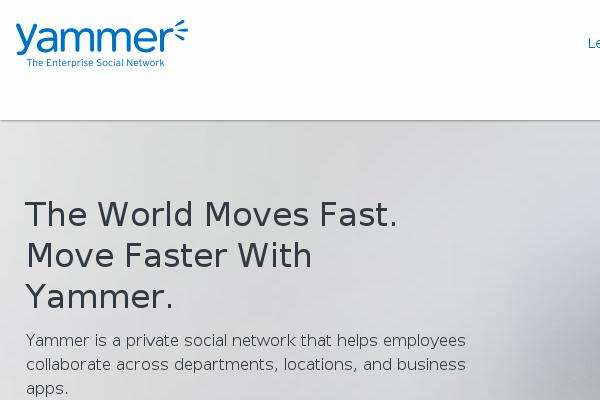 yammer
The Enterprise Social Network
The World Moves Fast.
Move Faster With
Yammer.
Yammer is a private social network that helps employees
collaborate across departments, locations, and business
apps.